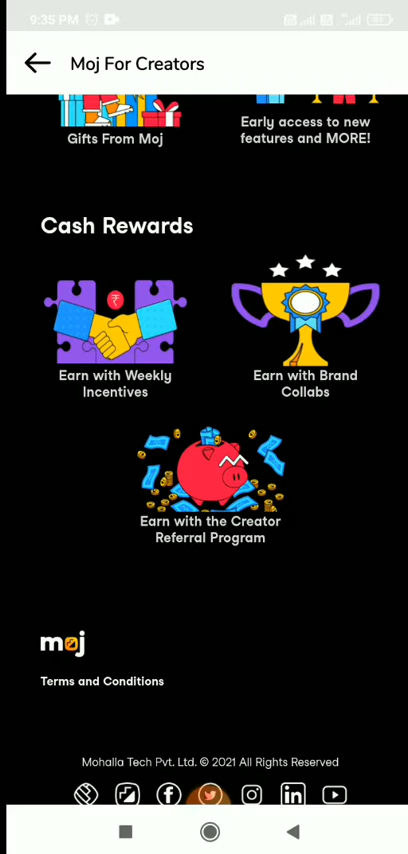 9:35 PM
Moj For Creators
Gifts From Moj
Early access to new
features and MORE!
Cash Rewards
₹
Earn with Weekly
Incentives
Earn with Brand
Collabs
Earn with the Creator
Referral Program
moj
Terms and Conditions
Mohalla Tech Pvt. Ltd. © 2021 All Rights Reserved